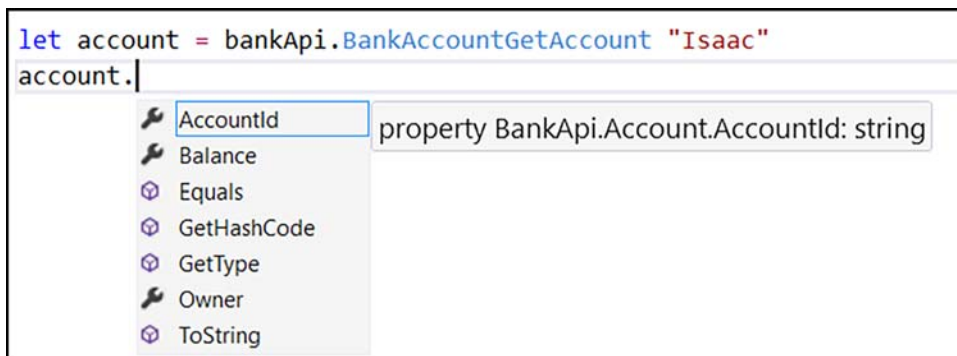 let account = bankApi.BankAccountGetAccount "Isaac"
account.
AccountId
property BankApi.Account.AccountId: string
Balance
Equals
GetHashCode
GetType
Owner
ToString